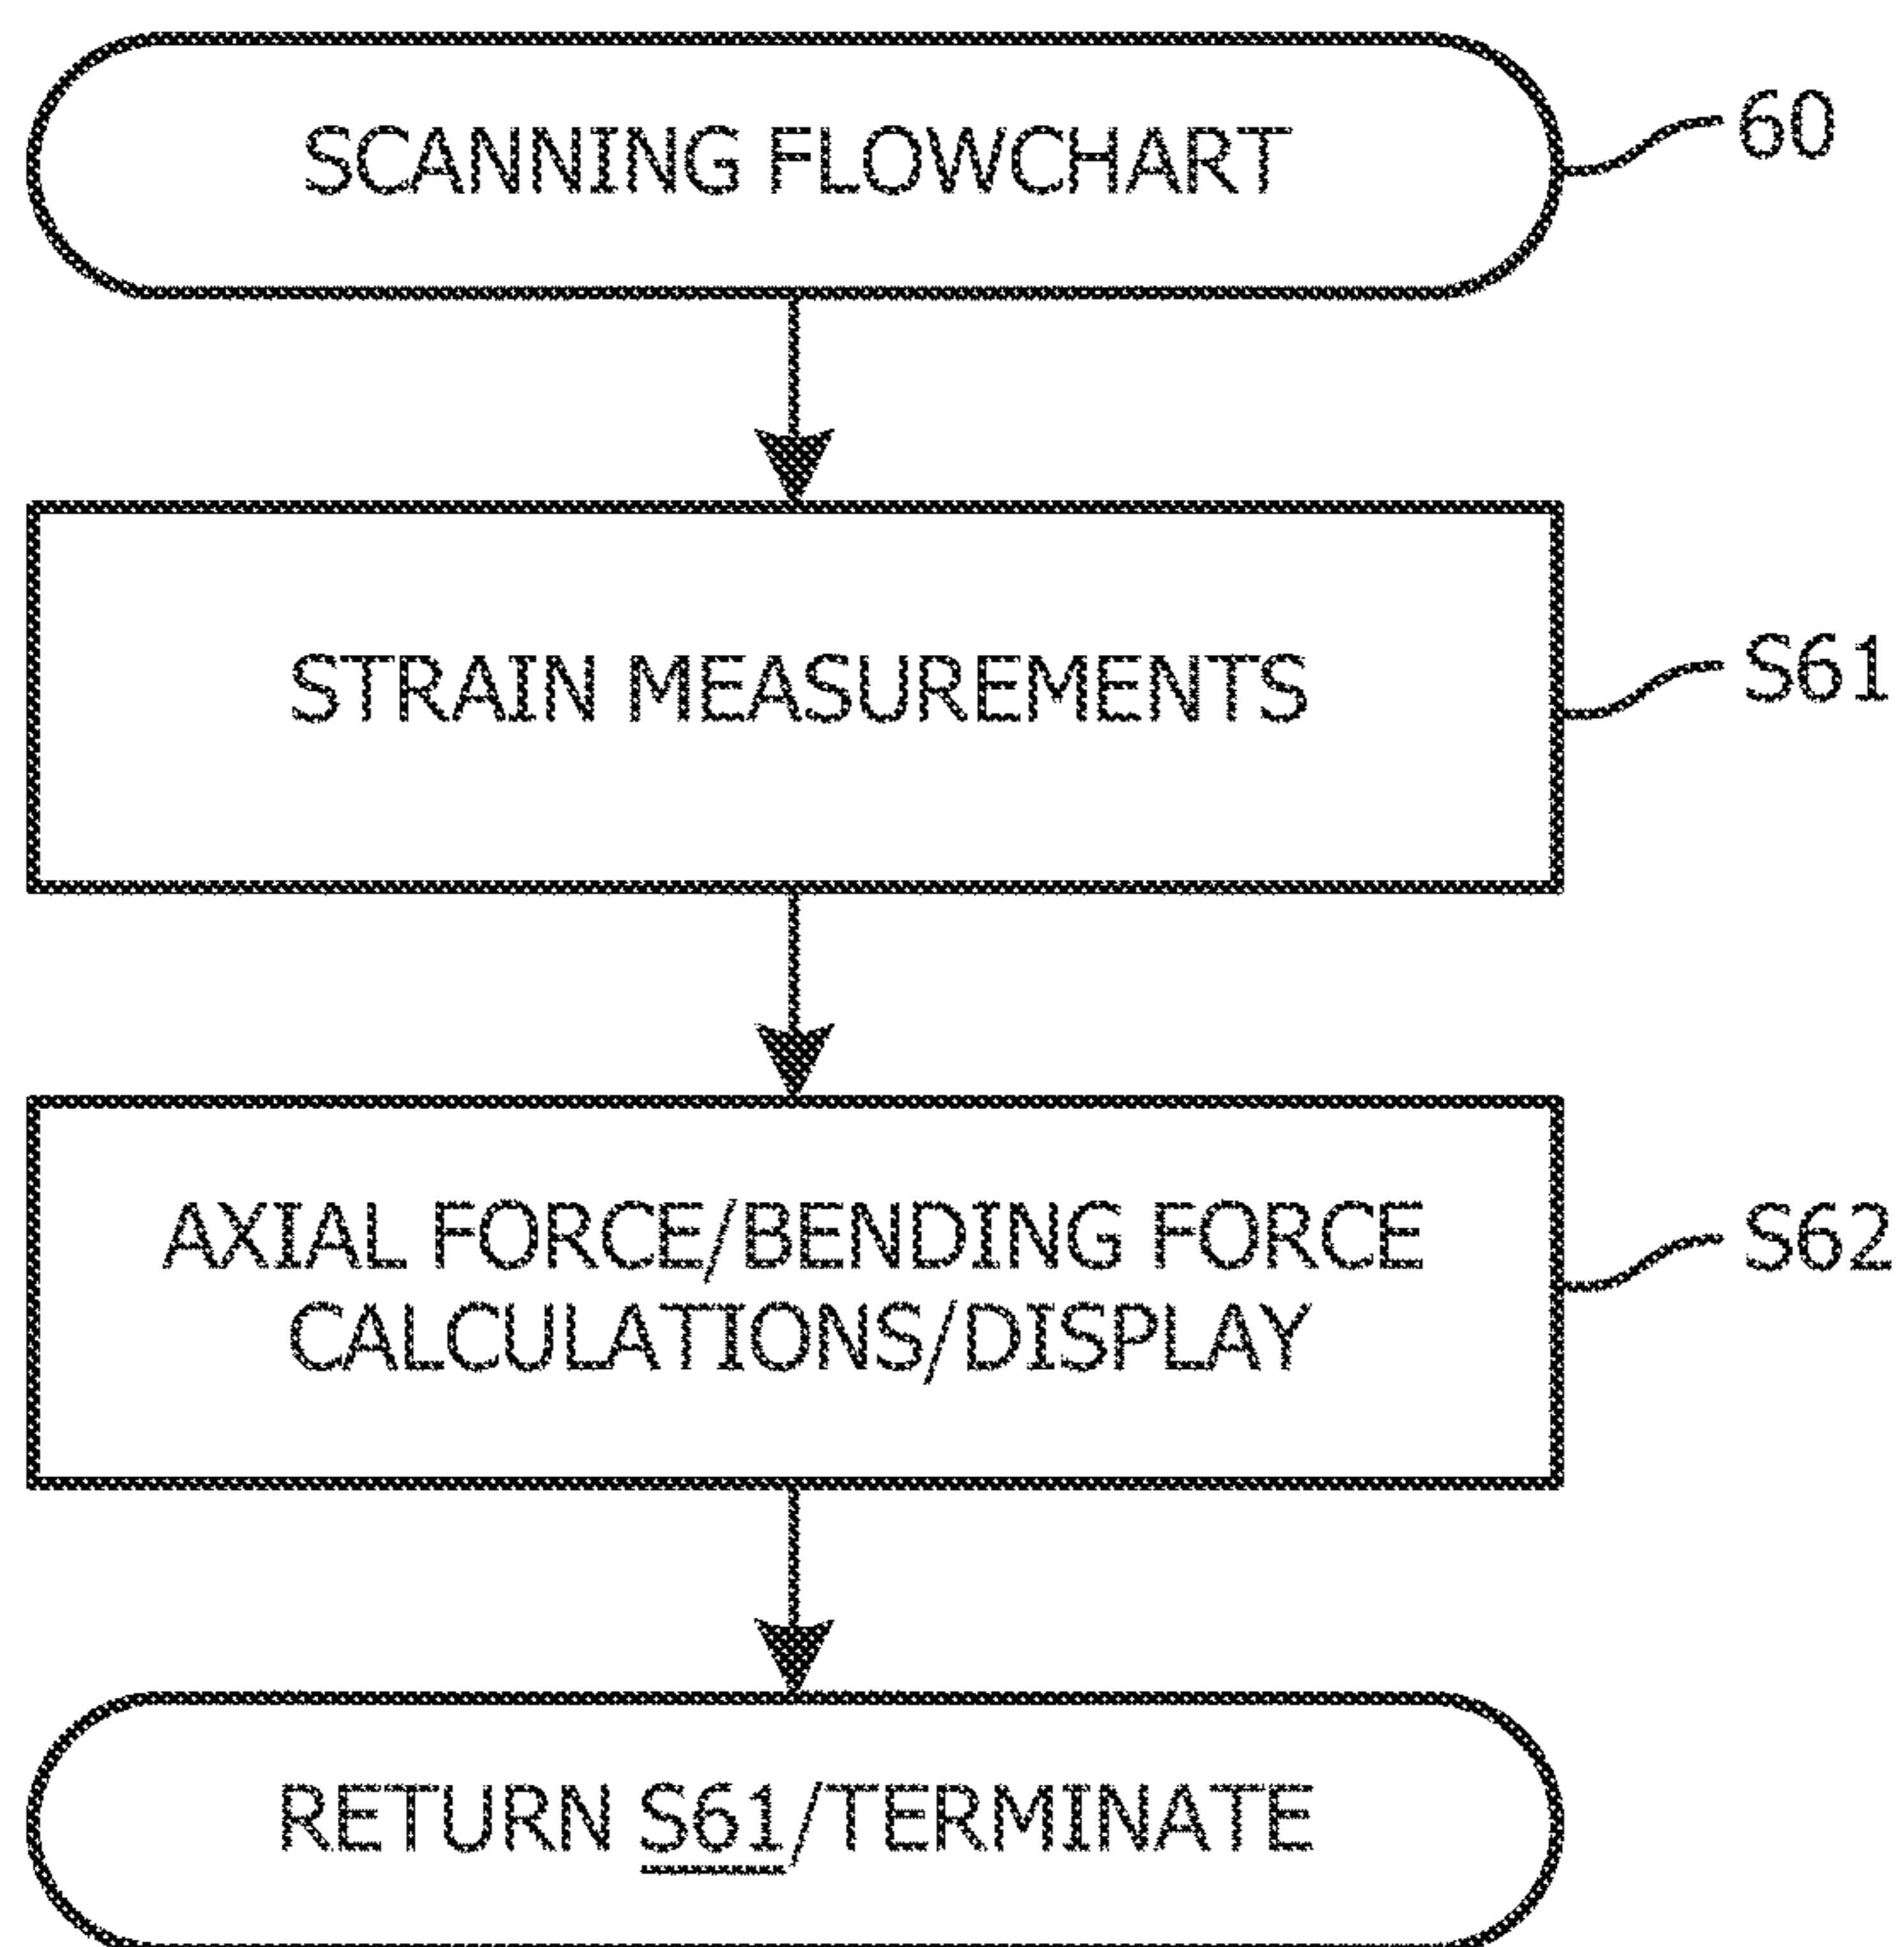 SCANNING FLOWCHART
60
STRAIN MEASUREMENTS
S61
AXIAL FORCE/BENDING FORCE
CALCULATIONS/DISPLAY
S62
RETURN S61/TERMINATE